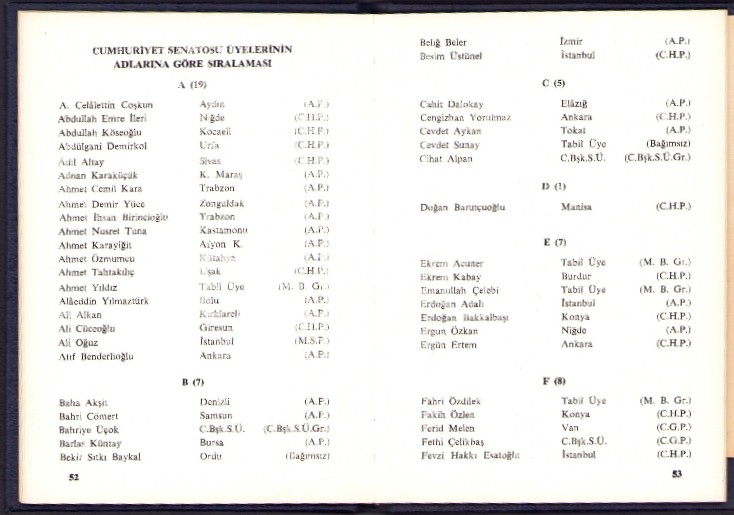 CUMHURİYET SENATOSU ÜYELERİNİN
ADLARINA GÖRE SIRALAMASI
A (19)
A. Celâlettin Coşkun Aydın (A.P.)
Abdullah Emre İleri Niğde (C.H.P.)
Abdullah Köseoğlu Kocaeli (C.H.P.)
Abdülgani Demirkol Urfa (C.H.P.)
Âdil Altay Sivas (C.H.P.)
Adnan Karaküçük K. Maraş (A.P.)
Ahmet Cemil Kara Trabzon (A.P.)
Ahmet Demir Yüce Zonguldak (A.P.)
Ahmet İhsan Birincioğlu Trabzon (A.P.)
Ahmet Nusret Tuna Kastamonu (A.P.)
Ahmet Karayiğit Afyon K. (A.P.)
Ahmet Özmumcu Kütahya (A.P.)
Ahmet Tahtakılıç Uşak (C.H.P.)
Ahmet Yıldız Tabii Üye (M. B. Gr.)
Alâeddin Yılmaztürk Bolu (A.P.)
Ali Alkan Kırklareli (A.P.)
Ali Cüceoğlu Giresun (C.H.P.)
Ali Oğuz İstanbul (M.S.P.)
Atıf Benderlioğlu Ankara (A.P.)
B (7)
Baha Akşit Denizli (A.P.)
Bahri Cömert Samsun (A.P.)
Bahriye Üçok C.Bşk.S.Ü. (C.Bşk.S.Ü.Gr.)
Barlas Küntay Bursa (A.P.)
Bekir Sıtkı Baykal Ordu (Bağımsız)
52
Beliğ Beler İzmir (A.P.)
Besim Üstünel İstanbul (C.H.P.)
C (5)
Cahit Dalokay Elâzığ (A.P.)
Cengizhan Yorulmaz Ankara (C.H.P.)
Cevdet Aykan Tokat (A.P.)
Cevdet Sunay Tabiî Üye (Bağımsız)
Cihat Alpan C.Bşk.S.Ü. (C.Bşk.S.Ü.Gr.)
D (1)
Doğan Barutçuoğlu Manisa (C.H.P.)
E (7)
Ekrem Acuner Tabiî Üye (M. B. Gr.)
Ekrem Kabay Burdur (C.H.P.)
Emanullah Çelebi Tabiî Üye (M. B. Gr.)
Erdoğan Adalı İstanbul (A.P.)
Erdoğan Bakkalbaşı Konya (C.H.P.)
Ergun Özkan Niğde (A.P.)
Ergün Ertem Ankara (C.H.P.)
F (8)
Fahri Özdilek Tabiî Üye (M. B. Gr.)
Fakih Özlen Konya (C.H.P.)
Ferid Melen Van (C.G.P.)
Fethi Çelikbaş C.Bşk.S.Ü. (C.G.P.)
Fevzi Hakkı Esatoğlu İstanbul (C.H.P.)
53